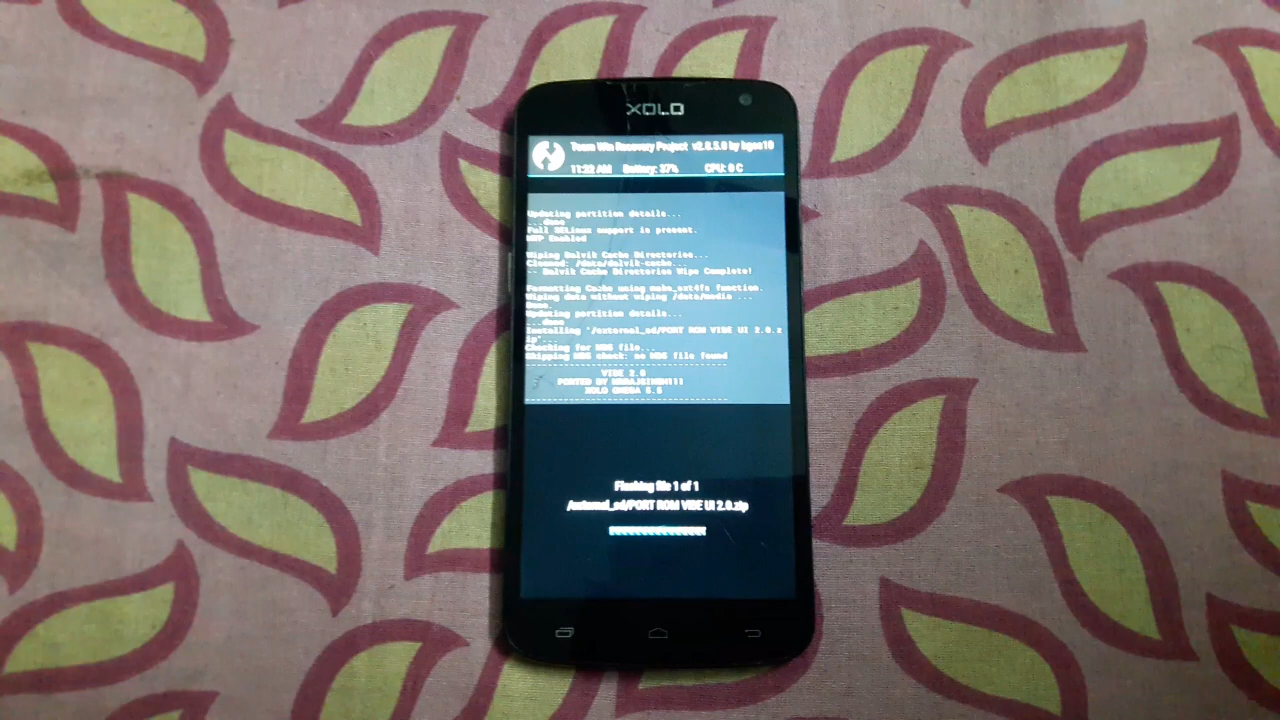 XOLO
Team Win Recovery Project v2.8.5.0 by
11:22 AM Battery: 37% CPU: 0 C
Updating partition details...
...done
Full SELinux support is present.
MTP Enabled
Wiping Dalvik Cache Directories...
Cleaned: /data/dalvik-cache...
-- Dalvik Cache Directories Wipe Complete!
Formatting Cache using make_ext4fs function.
Wiping data without wiping /data/media ...
Done.
Updating partition details...
...done
Installing '/external_sd/PORT ROM VIBE UI 2.0.z
ip'...
Checking for MD5 file...
Skipping MD5 check: no MD5 file found
VIBE 2.0
PORTED BY
XOLO OMEGA 5.5
Flashing file 1 of 1
/external_sd/PORT ROM VIBE UI 2.0.zip